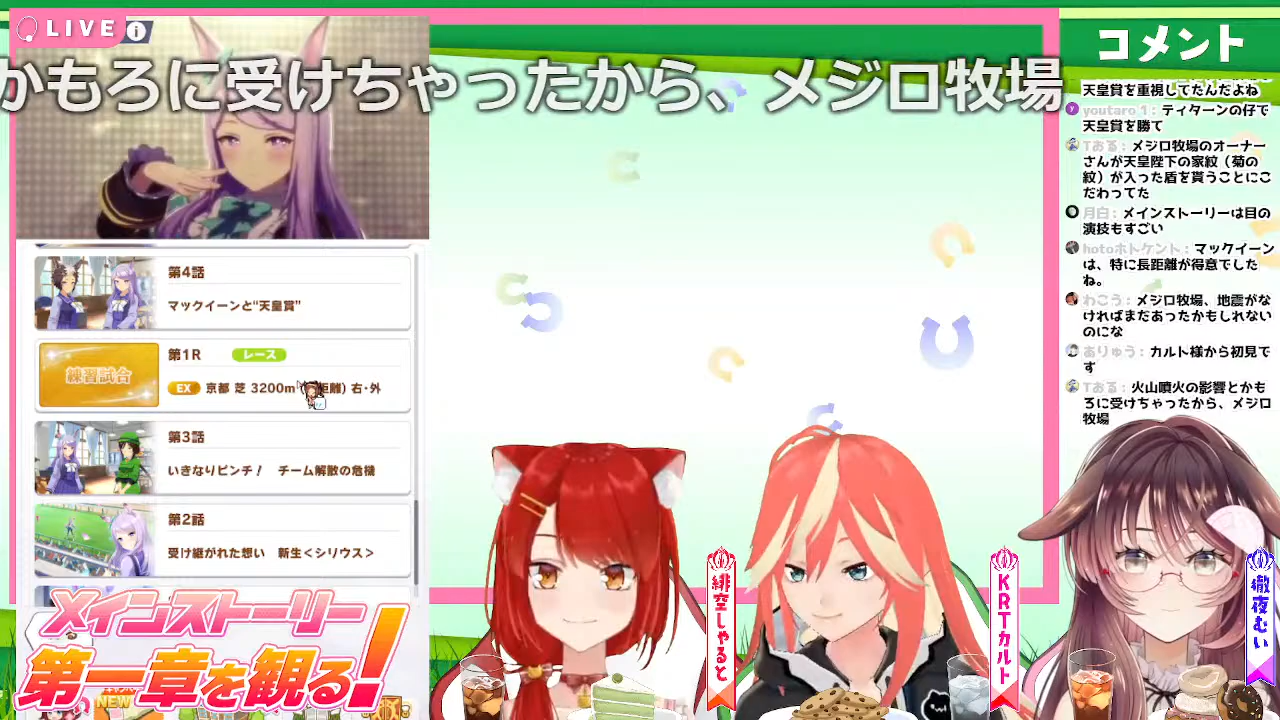 LIVE
かもろに受けちゃったから、メジロ牧場
コメント
天皇賞を重視してたんだよね
youtaro 1: ティターンの仔で
天皇賞を勝て
Tおる: メジロ牧場のオーナー
さんが天皇陛下の家紋（菊の
紋）が入った盾を貰うことにこ
だわってた
月白: メインストーリーは目の
演技もすごい
hotoホトケント: マックイーン
は、特に長距離が得意でした
ね。
わこう: メジロ牧場、地震がな
ければまだあったかもしれない
のにな
ありゅう: カルト様から初見で
す
Tおる: 火山噴火の影響とかも
ろに受けちゃったから、メジロ
牧場
第4話
マックイーンと"天皇賞"
練習試合
第1R レース
EX 京都 芝 3200m 距離) 右・外
第3話
いきなりピンチ！ チーム解散の危機
第2話
受け継がれた想い 新生＜シリウス＞
メインストーリー
第一章を観る!
NEW
緋空しゃると
KRTカルト
徹夜むい